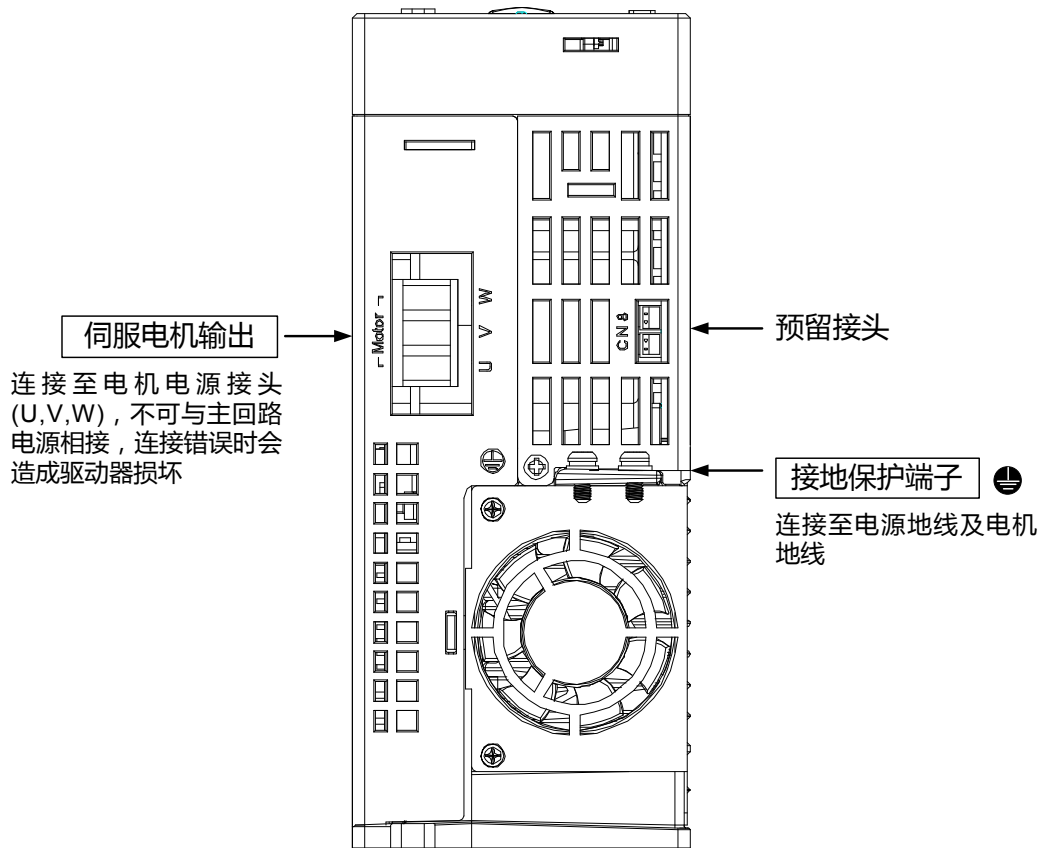 伺服电机输出
连接至电机电源接头
(U,V,W)，不可与主回路
电源相接，连接错误时会
造成驱动器损坏
Motor
U V W
CN8
预留接头
接地保护端子
连接至电源地线及电机
地线